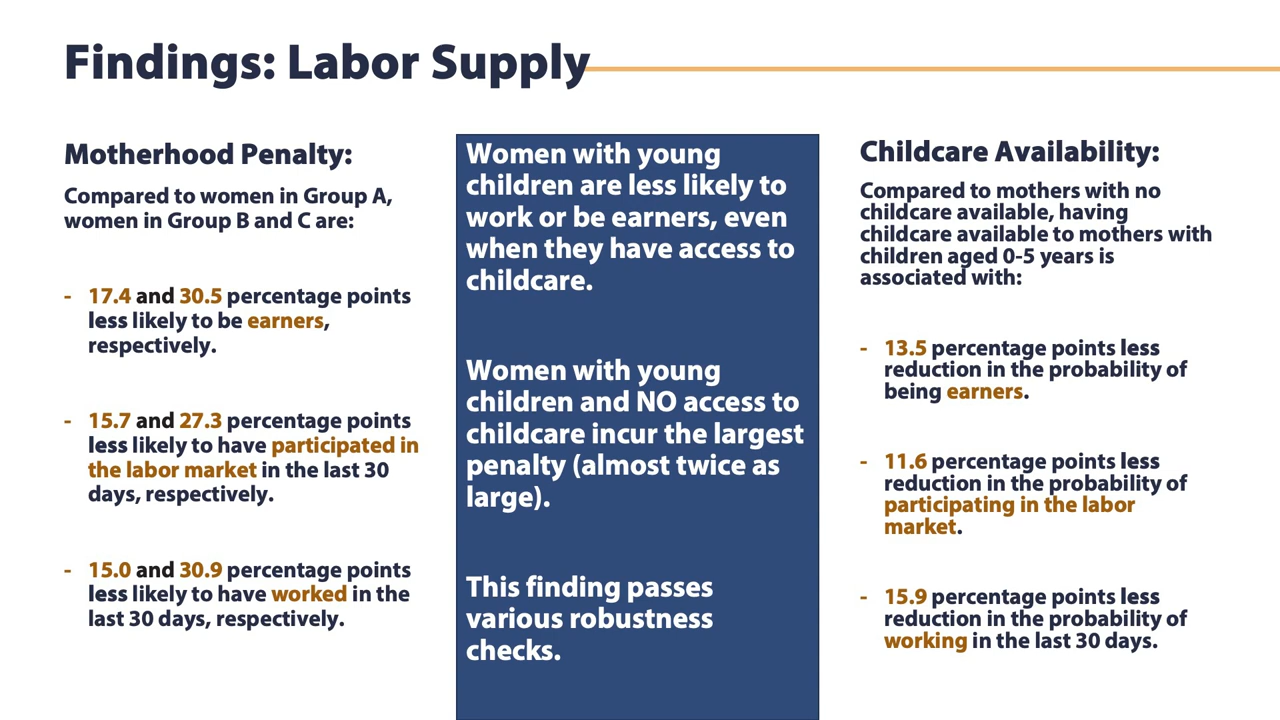 Findings: Labor Supply
Motherhood Penalty:
Compared to women in Group A,
women in Group B and C are:
- 17.4 and 30.5 percentage points
less likely to be earners,
respectively.
- 15.7 and 27.3 percentage points
less likely to have participated in
the labor market in the last 30
days, respectively.
- 15.0 and 30.9 percentage points
less likely to have worked in the
last 30 days, respectively.
Women with young
children are less likely to
work or be earners, even
when they have access to
childcare.
Women with young
children and NO access to
childcare incur the largest
penalty (almost twice as
large).
This finding passes
various robustness
checks.
Childcare Availability:
Compared to mothers with no
childcare available, having
childcare available to mothers with
children aged 0-5 years is
associated with:
- 13.5 percentage points less
reduction in the probability of
being earners.
- 11.6 percentage points less
reduction in the probability of
participating in the labor
market.
- 15.9 percentage points less
reduction in the probability of
working in the last 30 days.